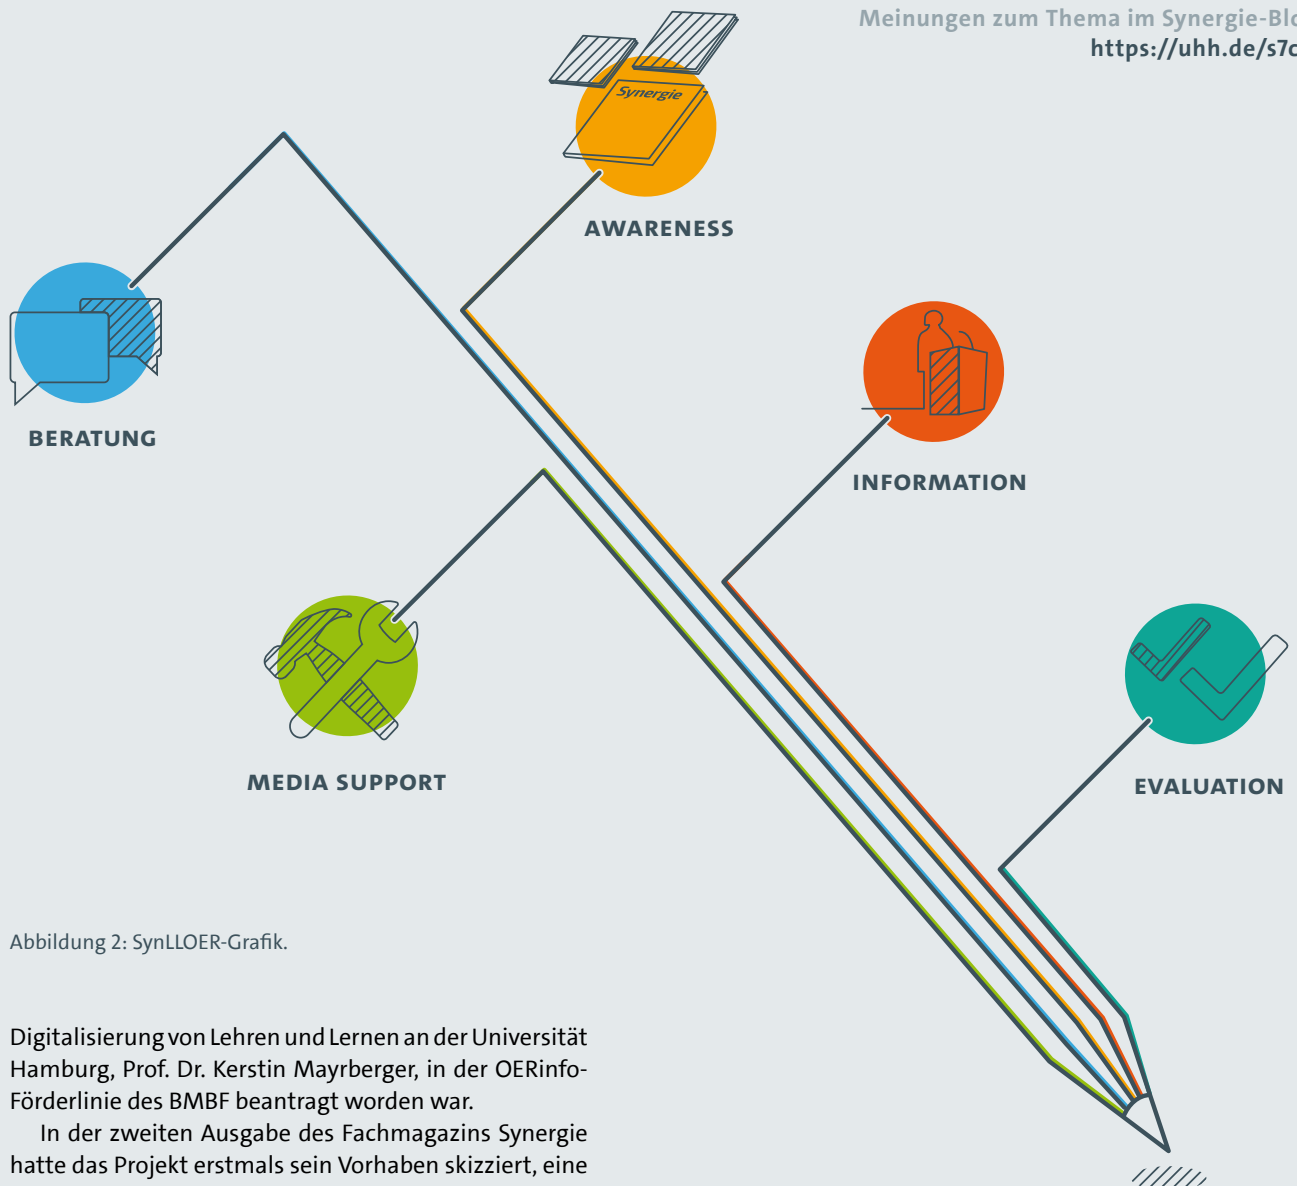 Meinungen zum Thema im Synergie-Blo
https://uhh.de/s7c
Synergie
AWARENESS
BERATUNG
INFORMATION
MEDIA SUPPORT
EVALUATION
Abbildung 2: SynLLOER-Grafik.
Digitalisierung von Lehren und Lernen an der Universität
Hamburg, Prof. Dr. Kerstin Mayrberger, in der OERinfo-
Förderlinie des BMBF beantragt worden war.
In der zweiten Ausgabe des Fachmagazins Synergie
hatte das Projekt erstmals sein Vorhaben skizziert, eine